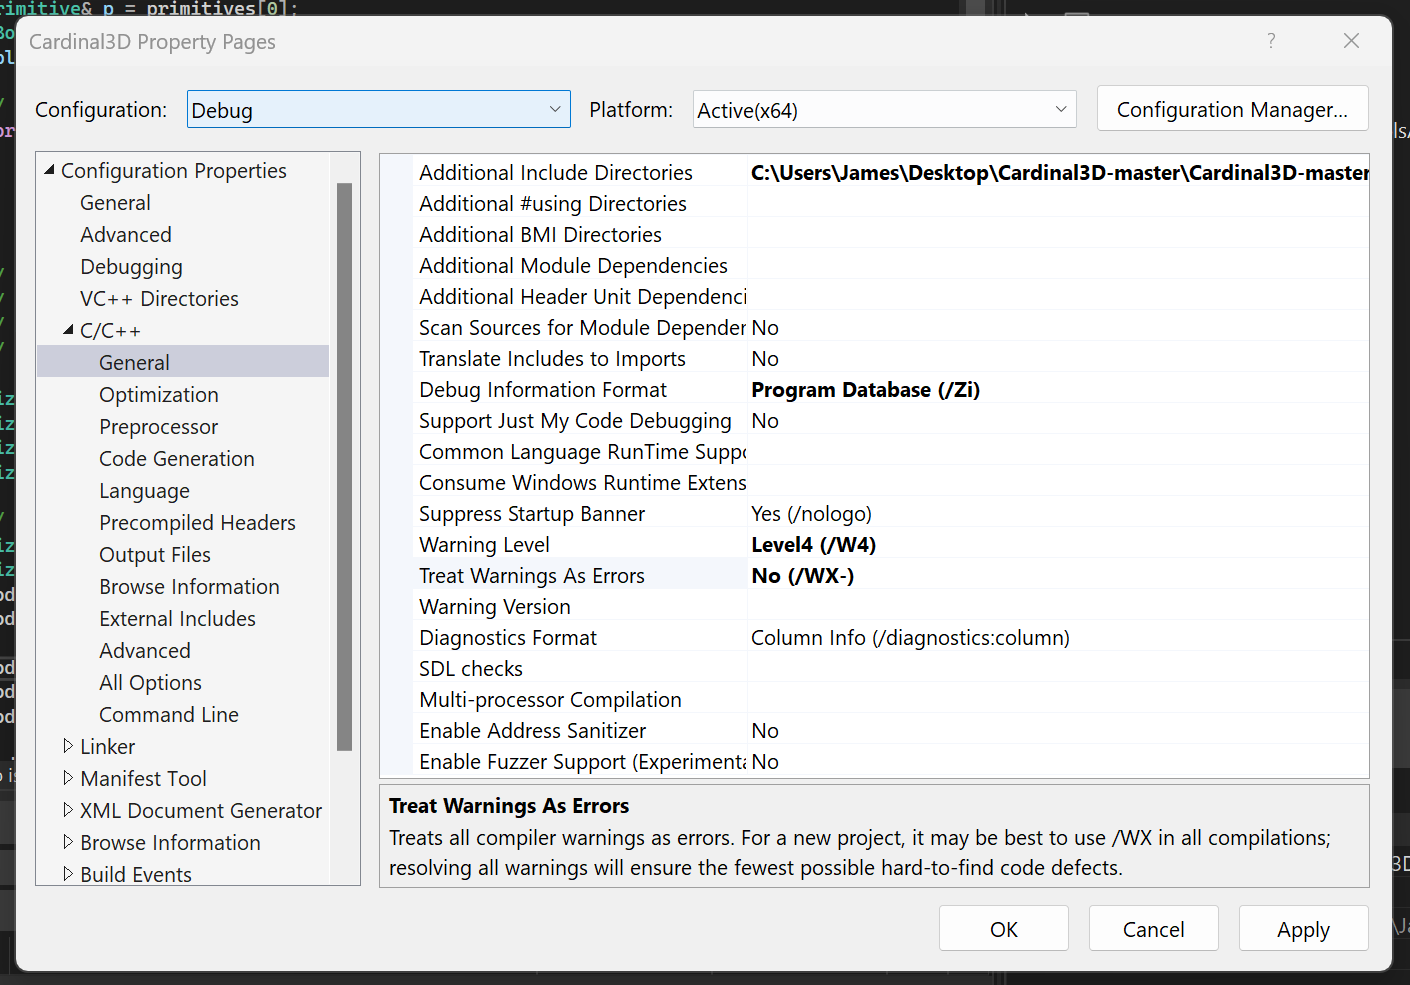 rimitive& p = primitives[0];
Cardinal3D Property Pages
Configuration:
Debug
Platform:
Active(x64)
Configuration Manager...
Configuration Properties
General
Advanced
Debugging
VC++ Directories
C/C++
General
Optimization
Preprocessor
Code Generation
Language
Precompiled Headers
Output Files
Browse Information
External Includes
Advanced
All Options
Command Line
Linker
Manifest Tool
XML Document Generator
Browse Information
Build Events
Additional Include Directories C:\Users\James\Desktop\Cardinal3D-master\Cardinal3D-master
Additional #using Directories
Additional BMI Directories
Additional Module Dependencies
Additional Header Unit Dependenci
Scan Sources for Module Depender No
Translate Includes to Imports No
Debug Information Format Program Database (/Zi)
Support Just My Code Debugging No
Common Language RunTime Suppo
Consume Windows Runtime Extens
Suppress Startup Banner Yes (/nologo)
Warning Level Level4 (/W4)
Treat Warnings As Errors No (/WX-)
Warning Version
Diagnostics Format Column Info (/diagnostics:column)
SDL checks
Multi-processor Compilation
Enable Address Sanitizer No
Enable Fuzzer Support (Experimenta No
Treat Warnings As Errors
Treats all compiler warnings as errors. For a new project, it may be best to use /WX in all compilations;
resolving all warnings will ensure the fewest possible hard-to-find code defects.
OK
Cancel
Apply